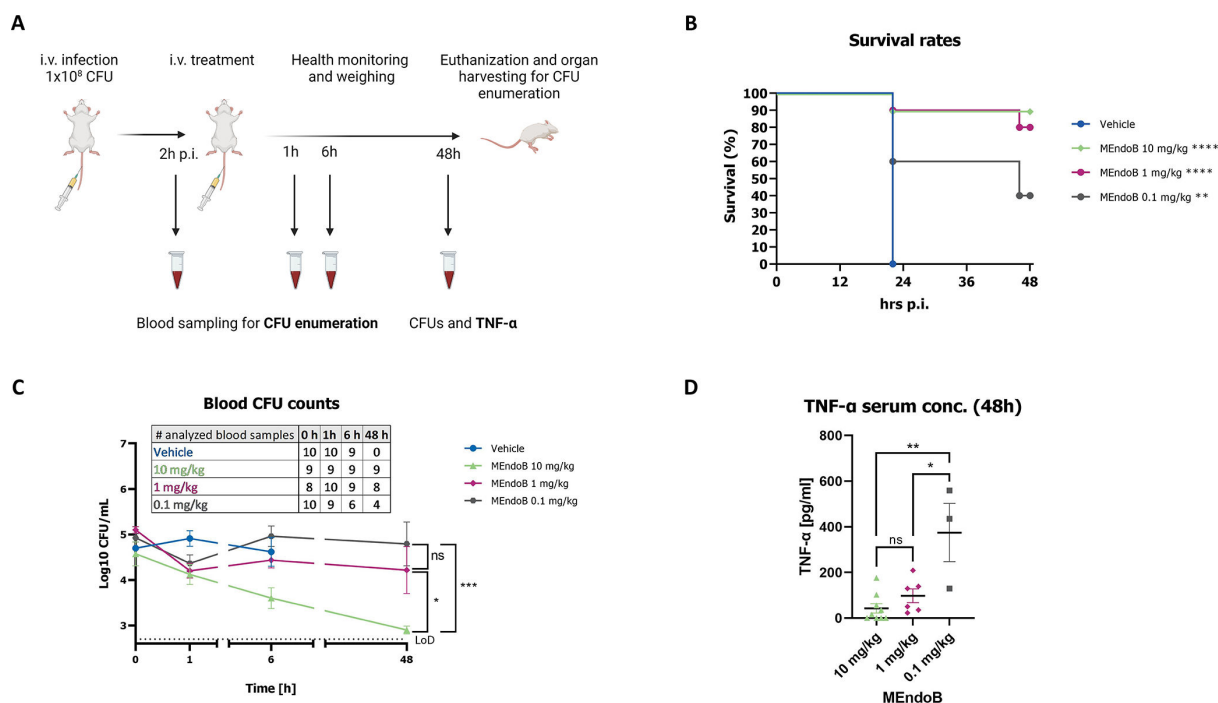 A
i.v. infection
1x10⁸ CFU
i.v. treatment
Health monitoring
and weighing
Euthanization and organ
harvesting for CFU
enumeration
2h p.i.
1h
6h
48h
Blood sampling for CFU enumeration
CFUs and TNF-α
B
Survival rates
Survival (%)
100
90
80
70
60
50
40
30
20
10
0
0 12 24 36 48
hrs p.i.
Vehicle
MEndoB 10 mg/kg ****
MEndoB 1 mg/kg ****
MEndoB 0.1 mg/kg **
C
Blood CFU counts
# analyzed blood samples 0 h 1h 6 h 48 h
Vehicle 10 10 9 0
10 mg/kg 9 9 9 9
1 mg/kg 8 10 9 8
0.1 mg/kg 10 9 6 4
Log10 CFU/mL
7
6
5
4
3
0 1 6 48
Time [h]
ns
*
***
LoD
Vehicle
MEndoB 10 mg/kg
MEndoB 1 mg/kg
MEndoB 0.1 mg/kg
D
TNF-α serum conc. (48h)
TNF-α [pg/ml]
800
600
400
200
0
**
*
ns
10 mg/kg
1 mg/kg
0.1 mg/kg
MEndoB